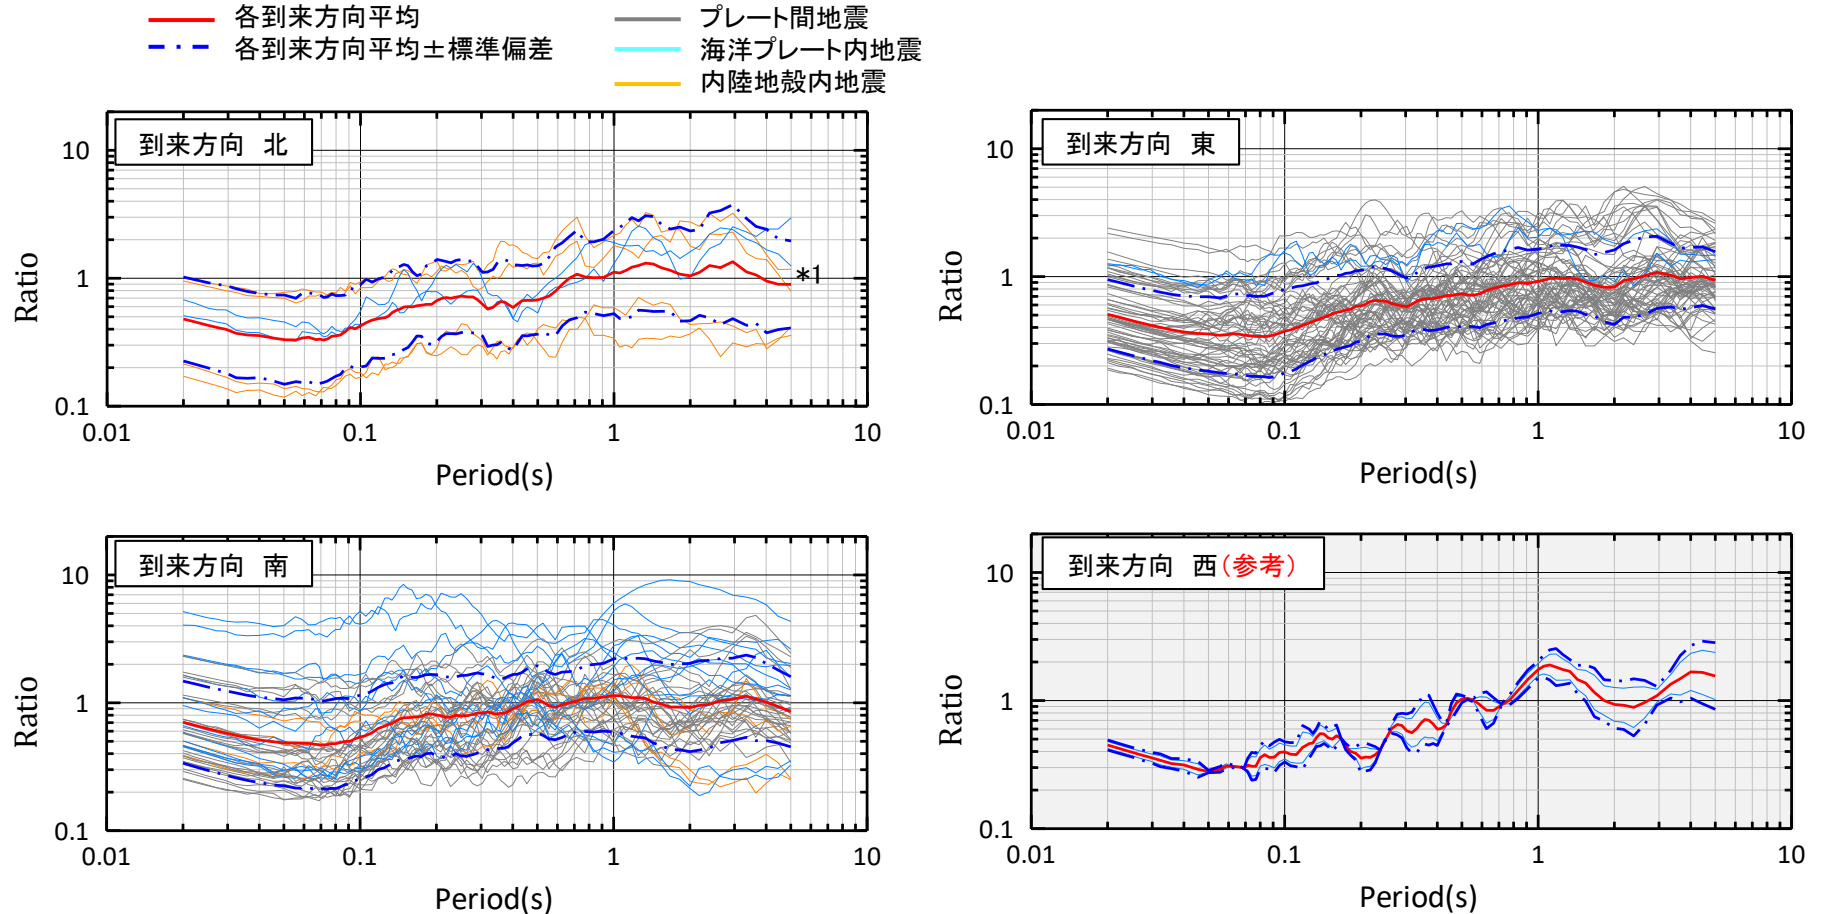 各到来方向平均
各到来方向平均±標準偏差
プレート間地震
海洋プレート内地震
内陸地殻内地震
到来方向 北
10
1
0.1
0.01 0.1 1 10
Ratio
Period(s)
*1
到来方向 東
10
1
0.1
0.01 0.1 1 10
Ratio
Period(s)
到来方向 南
10
1
0.1
0.01 0.1 1 10
Ratio
Period(s)
到来方向 西(参考)
10
1
0.1
0.01 0.1 1 10
Ratio
Period(s)